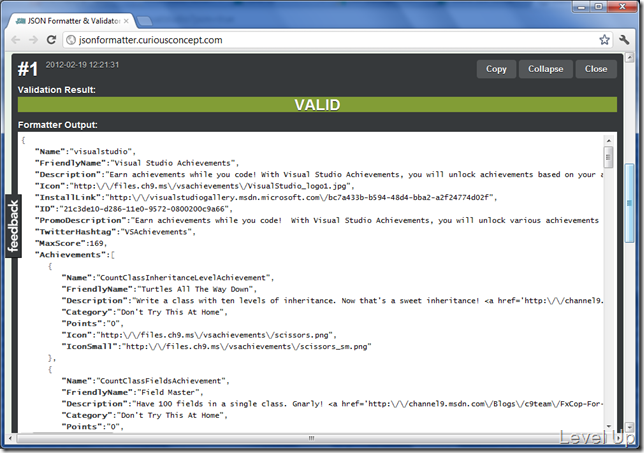 JSON Formatter & Validator
jsonformatter.curiousconcept.com
#1 2012-02-19 12:21:31
Copy Collapse Close
Validation Result:
VALID
Formatter Output:
{
"Name":"visualstudio",
"FriendlyName":"Visual Studio Achievements",
"Description":"Earn achievements while you code! With Visual Studio Achievements, you will unlock achievements based on your a
"Icon":"http:\/\/files.ch9.ms\/vsachievements\/VisualStudio_logo1.jpg",
"InstallLink":"http:\/\/visualstudiogallery.msdn.microsoft.com\/bc7a433b-b594-48d4-bba2-a2f24774d02f",
"ID":"21c3de10-d286-11e0-9572-0800200c9a66",
"PromoDescription":"Earn achievements while you code!  With Visual Studio Achievements, you will unlock various achievements
"TwitterHashtag":"VSAchievements",
"MaxScore":169,
"Achievements":[
{
"Name":"CountClassInheritanceLevelAchievement",
"FriendlyName":"Turtles All The Way Down",
"Description":"Write a class with ten levels of inheritance. Now that's a sweet inheritance! <a href='http:\/\/channel9.
"Category":"Don't Try This At Home",
"Points":"0",
"Icon":"http:\/\/files.ch9.ms\/vsachievements\/scissors.png",
"IconSmall":"http:\/\/files.ch9.ms\/vsachievements\/scissors_sm.png"
},
{
"Name":"CountClassFieldsAchievement",
"FriendlyName":"Field Master",
"Description":"Have 100 fields in a single class. Gnarly! <a href='http:\/\/channel9.msdn.com\/Blogs\/c9team\/FxCop-For-
"Category":"Don't Try This At Home",
"Points":"0",
feedback
Level Up